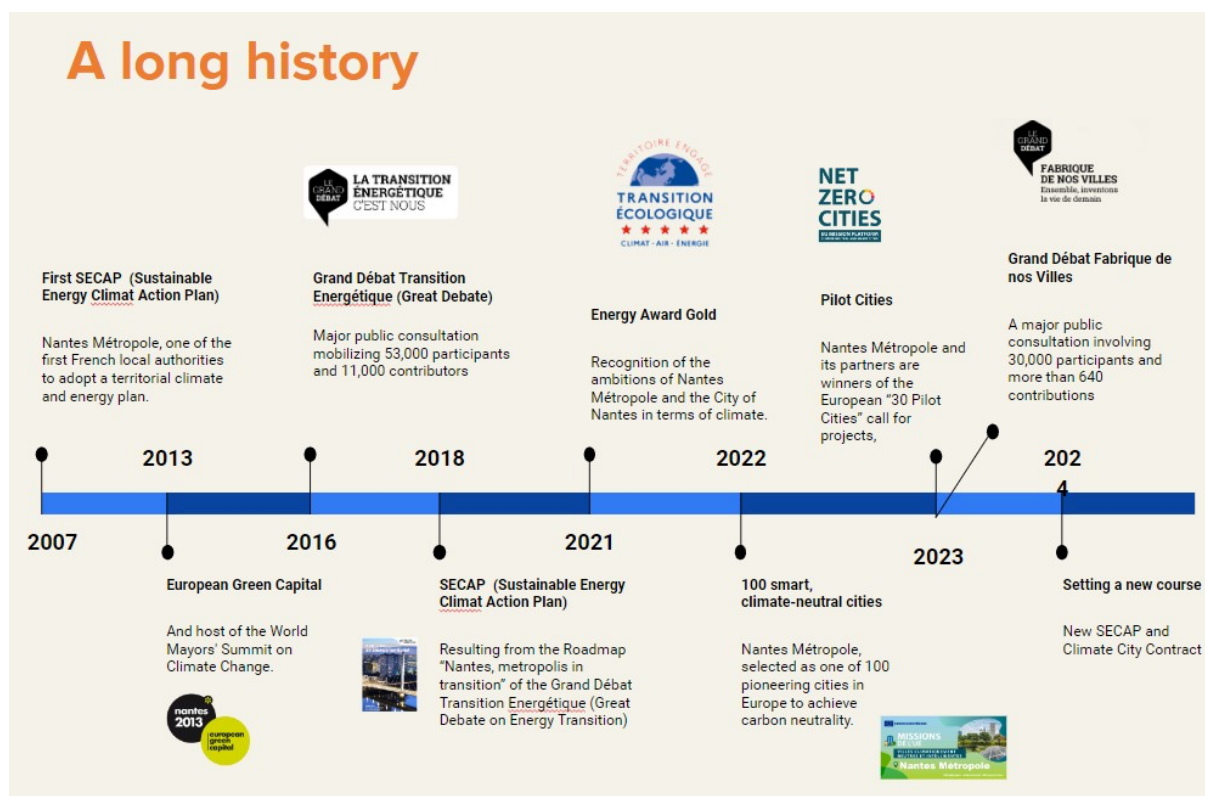 A long history
LE
GRAND
DÉBAT
LA TRANSITION
ÉNERGÉTIQUE
C'EST NOUS
TERRITOIRE ENGAGÉ
TRANSITION
ÉCOLOGIQUE
CLIMAT - AIR - ÉNERGIE
NET
ZERO
CITIES
EU MISSION PLATFORM
LE
GRAND
DÉBAT
FABRIQUE
DE NOS VILLES
Ensemble, inventons
la vie de demain
First SECAP (Sustainable
Energy Climat Action Plan)
Nantes Métropole, one of the
first French local authorities
to adopt a territorial climate
and energy plan.
Grand Débat Transition
Energétique (Great Debate)
Major public consultation
mobilizing 53,000 participants
and 11,000 contributors
Energy Award Gold
Recognition of the
ambitions of Nantes
Métropole and the City of
Nantes in terms of climate.
Pilot Cities
Nantes Métropole and
its partners are
winners of the
European “30 Pilot
Cities” call for
projects,
Grand Débat Fabrique de
nos Villes
A major public
consultation involving
30,000 participants and
more than 640
contributions
2013
2018
2022
202
4
2007
2016
2021
2023
European Green Capital
And host of the World
Mayors' Summit on
Climate Change.
nantes
2013
european
green
capital
SECAP (Sustainable Energy
Climat Action Plan)
Resulting from the Roadmap
“Nantes, metropolis in
transition” of the Grand Débat
Transition Energétique (Great
Debate on Energy Transition)
100 smart,
climate-neutral cities
Nantes Métropole,
selected as one of 100
pioneering cities in
Europe to achieve
carbon neutrality.
MISSIONS
DE L'UE
Nantes Métropole
Setting a new course
New SECAP and
Climate City Contract